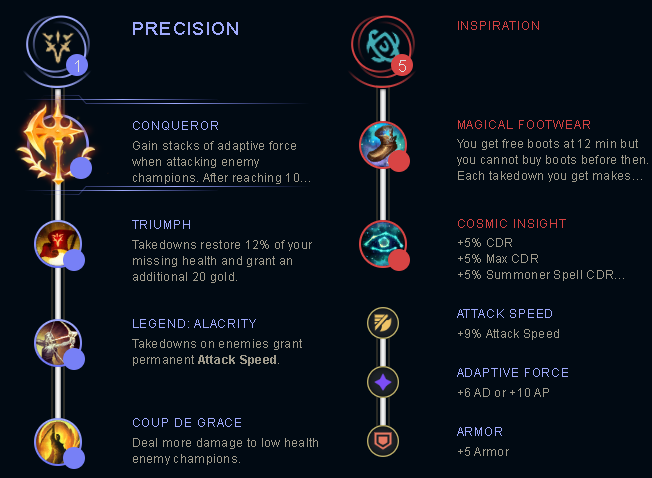 PRECISION
1
CONQUEROR
Gain stacks of adaptive force
when attacking enemy
champions. After reaching 10...
TRIUMPH
Takedowns restore 12% of your
missing health and grant an
additional 20 gold.
LEGEND: ALACRITY
Takedowns on enemies grant
permanent Attack Speed.
COUP DE GRACE
Deal more damage to low health
enemy champions.
INSPIRATION
5
MAGICAL FOOTWEAR
You get free boots at 12 min but
you cannot buy boots before then.
Each takedown you get makes...
COSMIC INSIGHT
+5% CDR
+5% Max CDR
+5% Summoner Spell CDR...
ATTACK SPEED
+9% Attack Speed
ADAPTIVE FORCE
+6 AD or +10 AP
ARMOR
+5 Armor